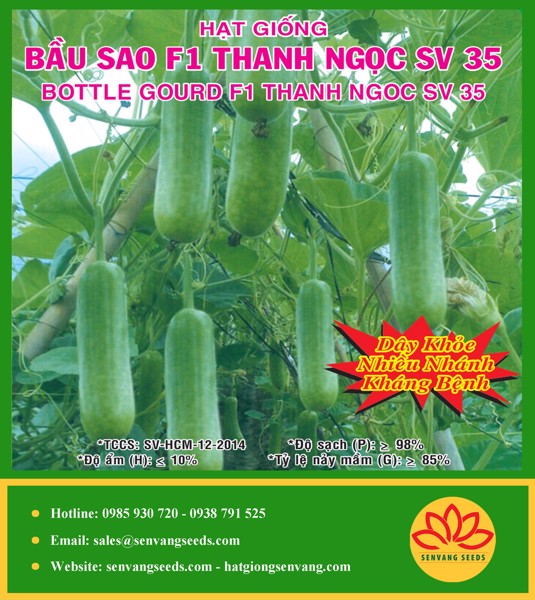 HẠT GIỐNG
BẦU SAO F1 THANH NGỌC SV 35
BOTTLE GOURD F1 THANH NGOC SV 35
Dây Khỏe
Nhiều Nhánh
Kháng Bệnh
*TCCS: SV-HCM-12-2014 *Độ sạch (P): ≥ 98%
*Độ ẩm (H): ≤ 10% *Tỷ lệ nảy mầm (G): ≥ 85%
Hotline: 0985 930 720 - 0938 791 525
Email: sales@senvangseeds.com
Website: senvangseeds.com - hatgiongsenvang.com
SENVANG SEEDS